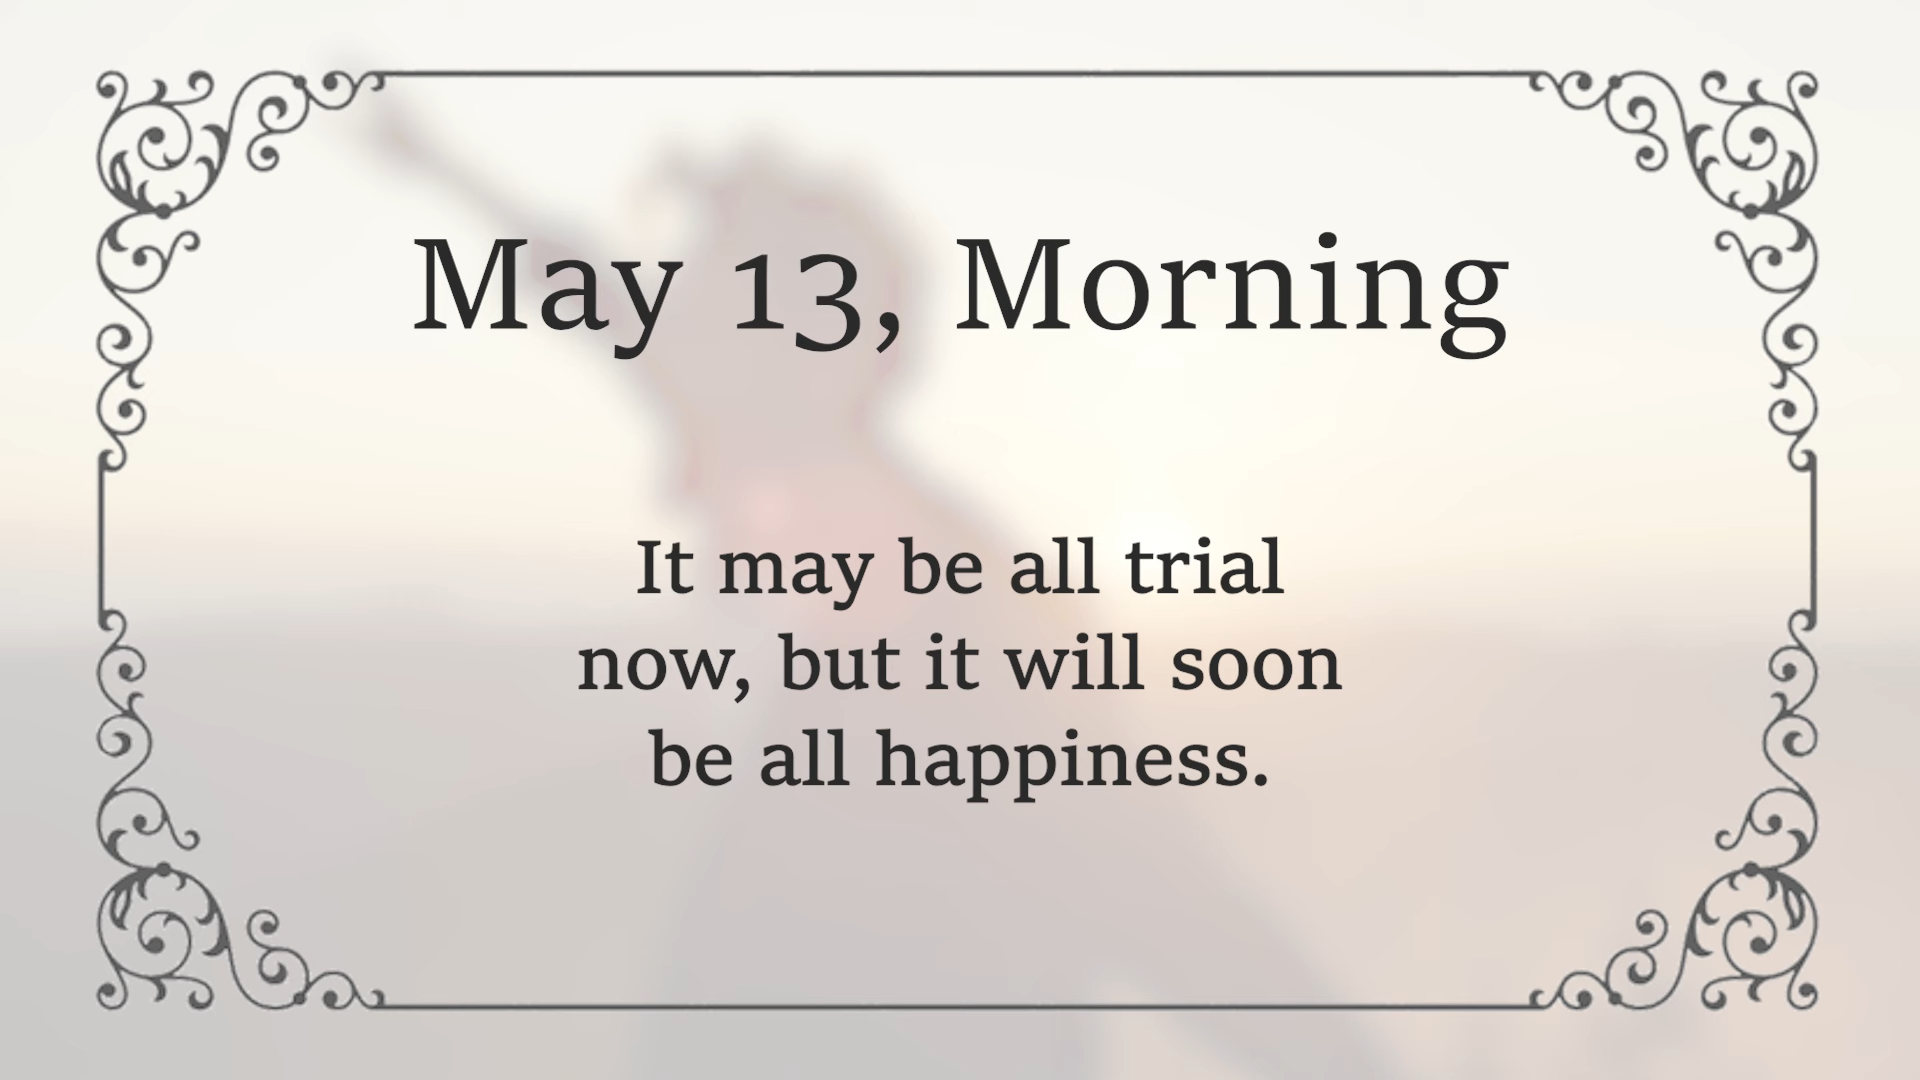 May 13, Morning
It may be all trial
now, but it will soon
be all happiness.